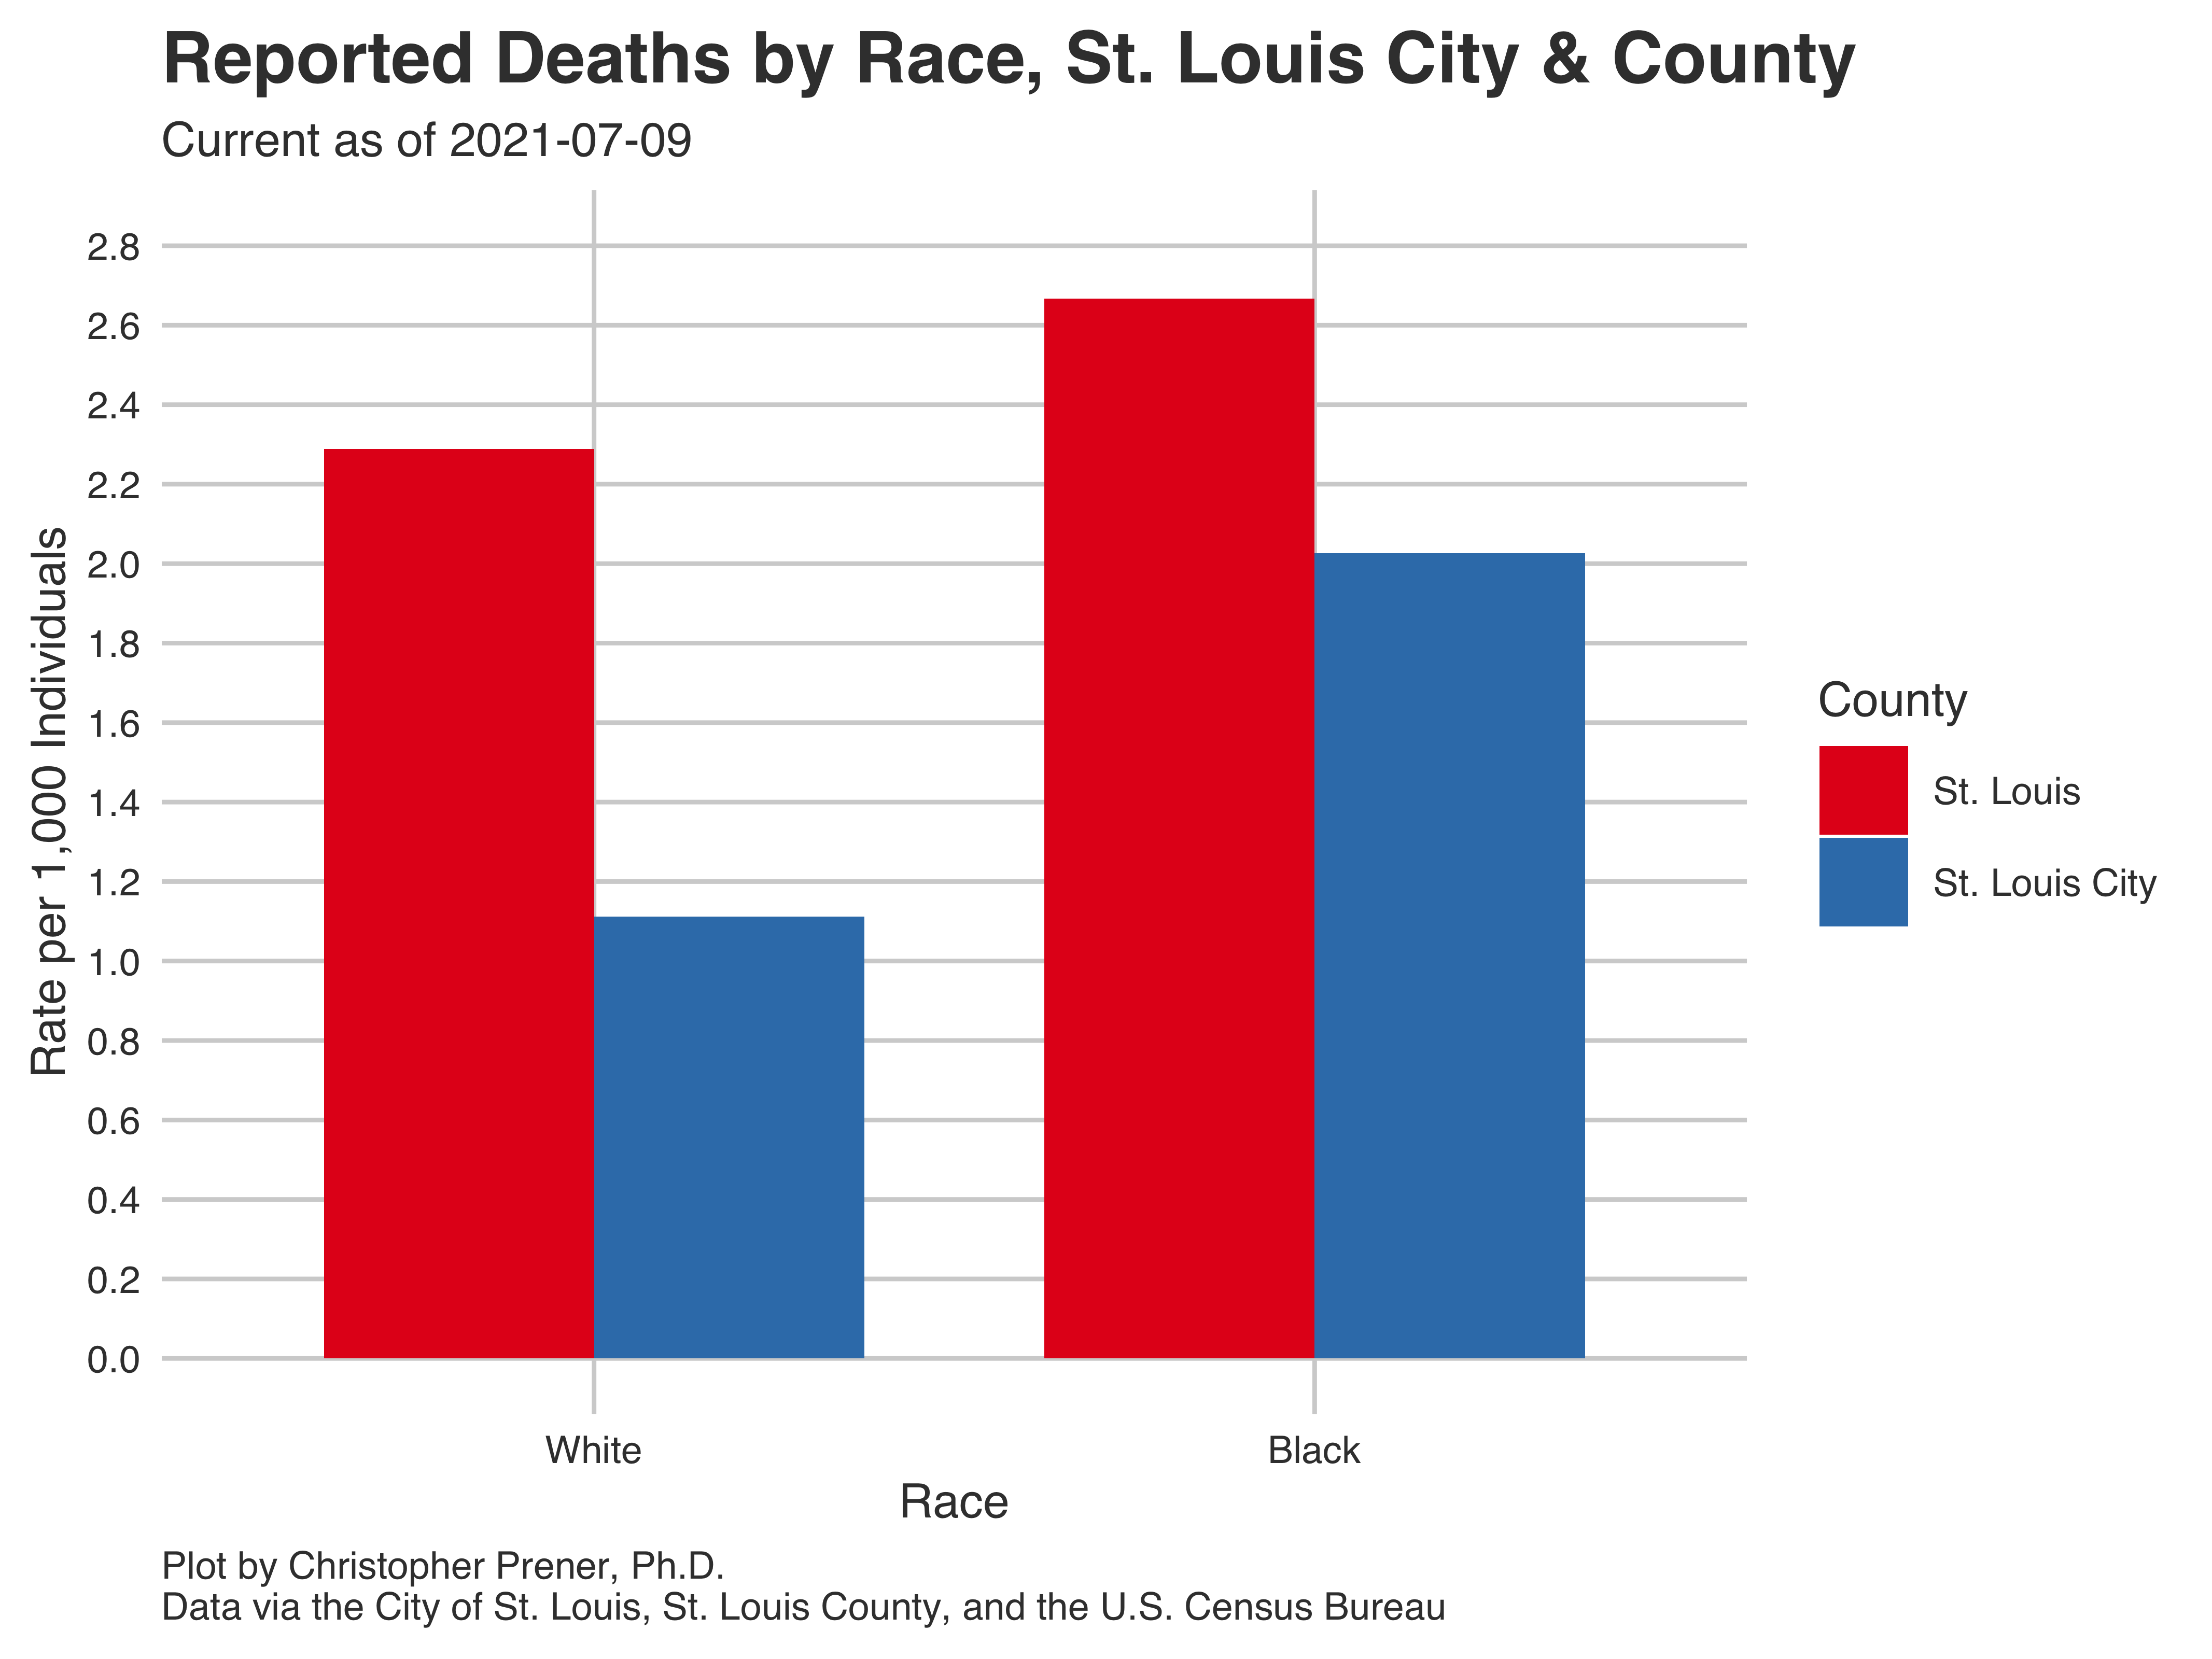 Reported Deaths by Race, St. Louis City & County
Current as of 2021-07-09
Rate per 1,000 Individuals
2.8
2.6
2.4
2.2
2.0
1.8
1.6
1.4
1.2
1.0
0.8
0.6
0.4
0.2
0.0
White
Black
Race
County
St. Louis
St. Louis City
Plot by Christopher Prener, Ph.D.
Data via the City of St. Louis, St. Louis County, and the U.S. Census Bureau